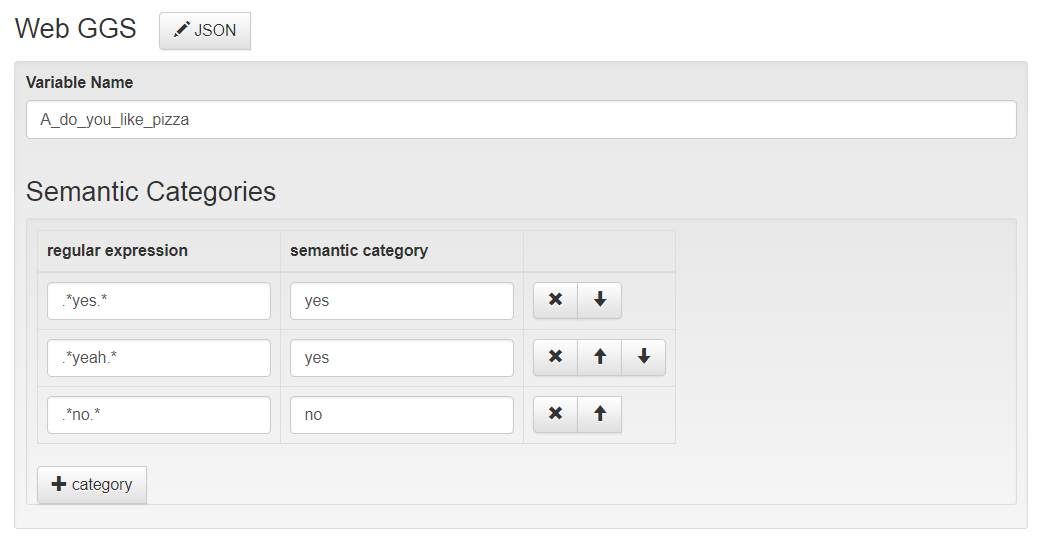 Web GGS JSON
Variable Name
A_do_you_like_pizza
Semantic Categories
regular expression semantic category
.*yes.* yes
.*yeah.* yes
.*no.* no
category